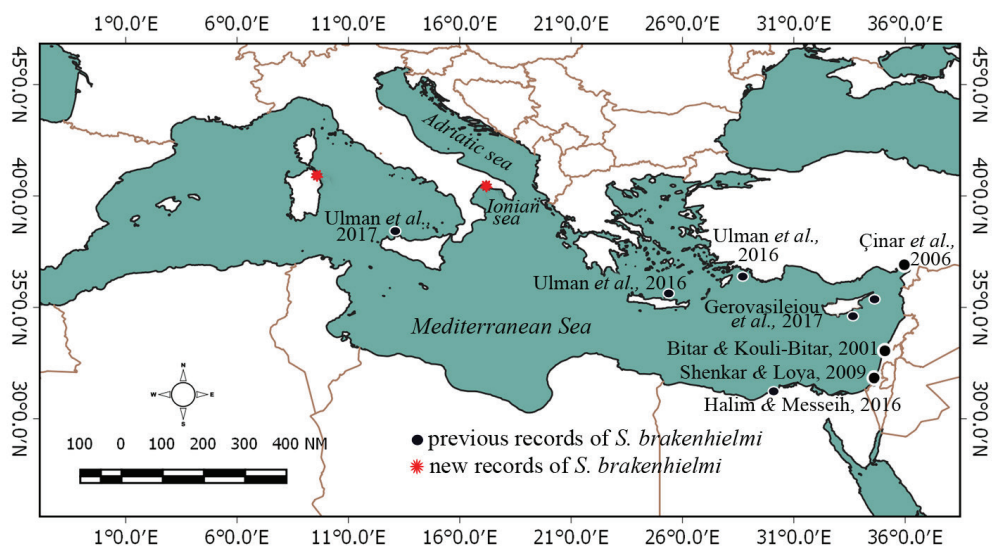 1°0.0'E 6°0.0'E 11°0.0'E 16°0.0'E 21°0.0'E 26°0.0'E 31°0.0'E 36°0.0'E
45°0.0'N
45°0.0'N
40°0.0'N
40°0.0'N
35°0.0'N
35°0.0'N
30°0.0'N
30°0.0'N
Adriatic sea
Ionian
sea
Ulman et al.,
2017
Ulman et al.,
2016
Çinar et al.,
2006
Ulman et al., 2016
Gerovasileiou
et al., 2017
Mediterranean Sea
Bitar & Kouli-Bitar, 2001
Shenkar & Loya, 2009
Halim & Messeih, 2016
N
W E
S
100 0 100 200 300 400 NM
previous records of S. brakenhielmi
new records of S. brakenhielmi
1°0.0'E 6°0.0'E 11°0.0'E 16°0.0'E 21°0.0'E 26°0.0'E 31°0.0'E 36°0.0'E